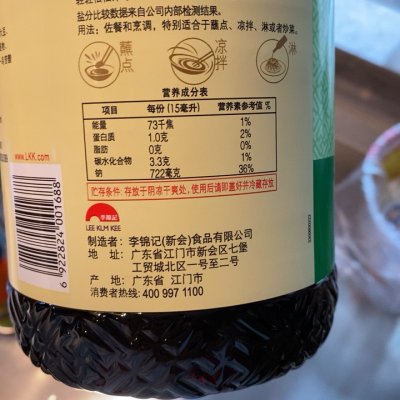 盐分比较数据来自公司内部检测结果。
用法: 佐餐和烹调, 特别适合于蘸点、凉拌、淋或者炒菜。
蘸点
凉拌
淋
营养成分表
项目 每份 (15毫升) 营养素参考值 %
能量 73千焦 1%
蛋白质 1.0克 2%
脂肪 0克 0%
碳水化合物 3.3克 1%
钠 722毫克 36%
贮存条件: 存放于阴凉干爽处, 使用后请即盖好并冷藏存放
www.LKK.com
6 922824 001688
李錦記
LEE KUM KEE
制造者: 李锦记(新会)食品有限公司
地 址: 广东省江门市新会区七堡
工贸城北区一号至二号
产 地: 广东省 江门市
消费者热线: 400 997 1100